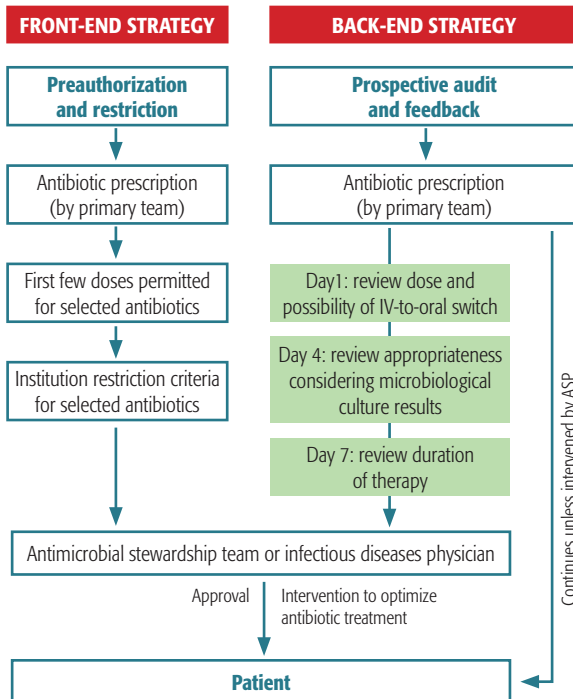 FRONT-END STRATEGY
BACK-END STRATEGY
Preauthorization
and restriction
Prospective audit
and feedback
Antibiotic prescription
(by primary team)
Antibiotic prescription
(by primary team)
First few doses permitted
for selected antibiotics
Day1: review dose and
possibility of IV-to-oral switch
Institution restriction criteria
for selected antibiotics
Day 4: review appropriateness
considering microbiological
culture results
Day 7: review duration
of therapy
Continues unless intervened by ASP
Antimicrobial stewardship team or infectious diseases physician
Approval
Intervention to optimize
antibiotic treatment
Patient